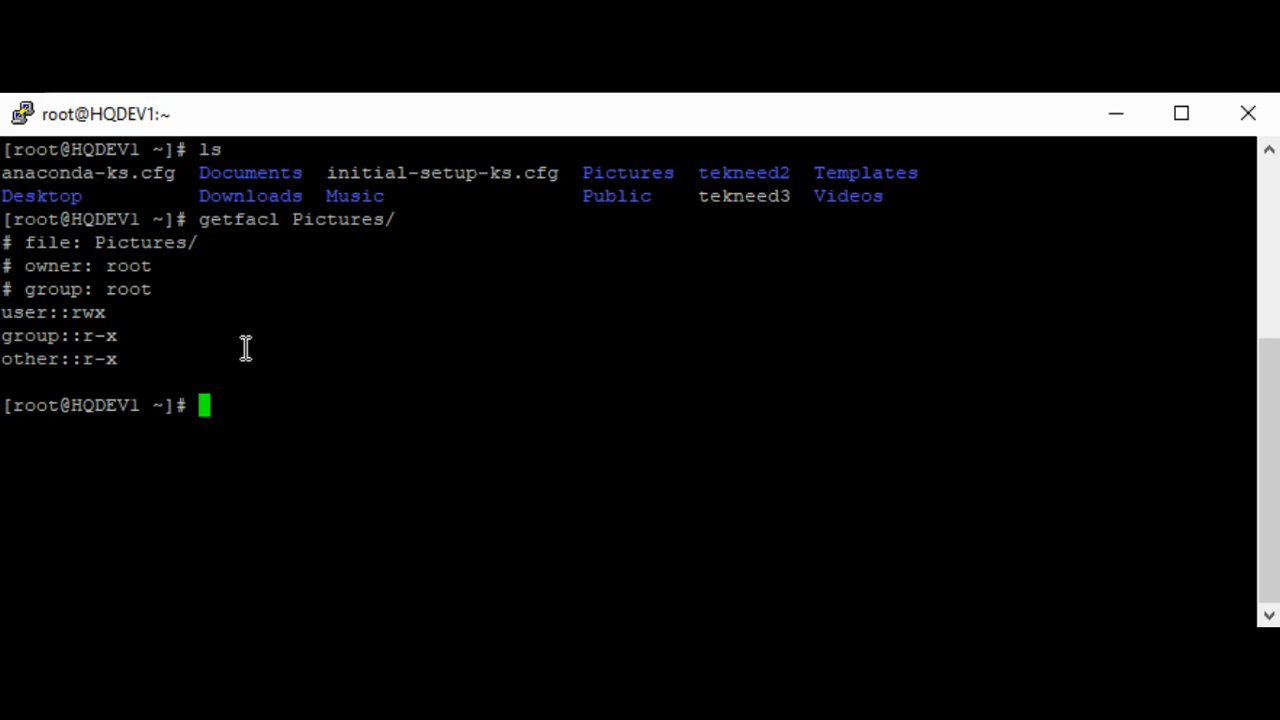 root@HQDEV1:~
[root@HQDEV1 ~]# ls
anaconda-ks.cfg  Documents  initial-setup-ks.cfg  Pictures  tekneed2  Templates
Desktop          Downloads  Music                 Public    tekneed3  Videos
[root@HQDEV1 ~]# getfacl Pictures/
# file: Pictures/
# owner: root
# group: root
user::rwx
group::r-x
other::r-x
[root@HQDEV1 ~]#